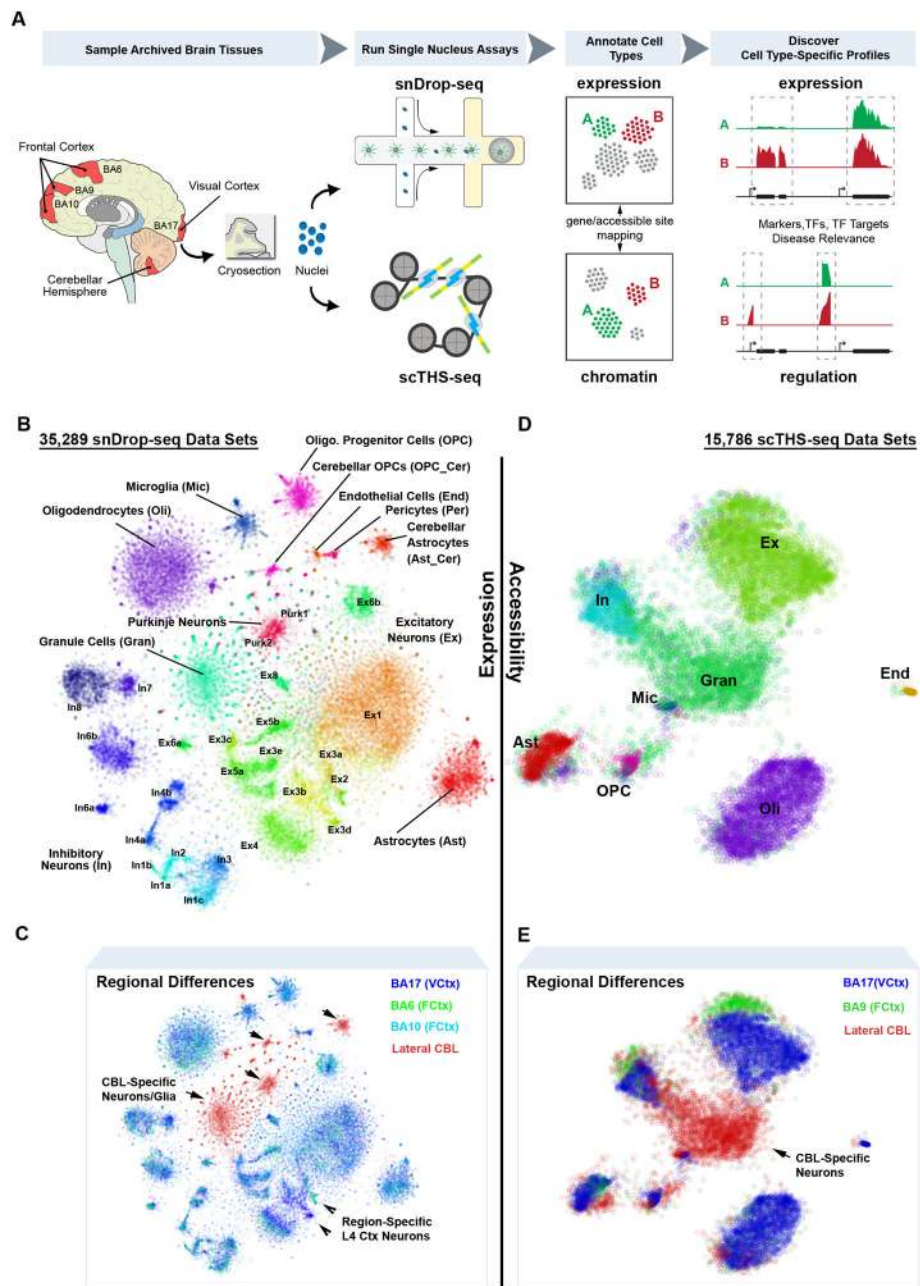 A
Sample Archived Brain Tissues
Run Single Nucleus Assays
Annotate Cell
Types
Discover
Cell Type-Specific Profiles
snDrop-seq
expression
expression
Frontal Cortex
BA6
BA9
BA10
Visual Cortex
BA17
Cerebellar
Hemisphere
Cryosection
Nuclei
A
B
A
B
gene/accessible site
mapping
Markers,TFs, TF Targets
Disease Relevance
A
B
A
B
scTHS-seq
chromatin
regulation
B
35,289 snDrop-seq Data Sets
Oligo. Progenitor Cells (OPC)
Cerebellar OPCs (OPC_Cer)
Microglia (Mic)
Endothelial Cells (End)
Oligodendrocytes (Oli)
Pericytes (Per)
Cerebellar
Astrocytes
(Ast_Cer)
Purkinje Neurons
Purk1
Purk2
Ex6b
Excitatory
Neurons (Ex)
Granule Cells (Gran)
Ex8
In7
In8
Ex1
Ex5b
In6b
Ex6a
Ex3c
Ex3e
Ex3a
Ex5a
Ex2
Ex3b
In6a
In4b
Ex3d
In4a
Ex4
Astrocytes (Ast)
Inhibitory
Neurons (In)
In2
In3
In1b
In1a
In1c
Expression
Accessibility
D
15,786 scTHS-seq Data Sets
Ex
In
Gran
End
Mic
Ast
OPC
Oli
C
Regional Differences
BA17 (VCtx)
BA6 (FCtx)
BA10 (FCtx)
Lateral CBL
CBL-Specific
Neurons/Glia
Region-Specific
L4 Ctx Neurons
E
Regional Differences
BA17(VCtx)
BA9 (FCtx)
Lateral CBL
CBL-Specific
Neurons